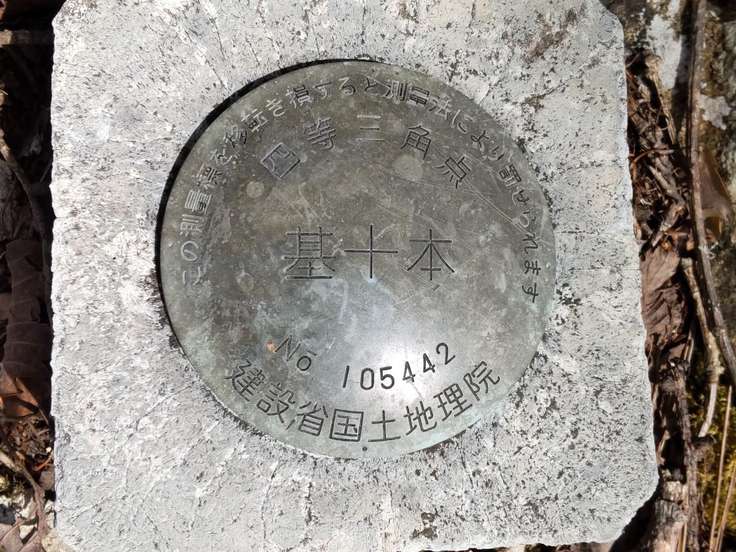 この測量標を移転き損すると測量法により罰せられます
四等三角点
基十本
No 105442
建設省国土地理院